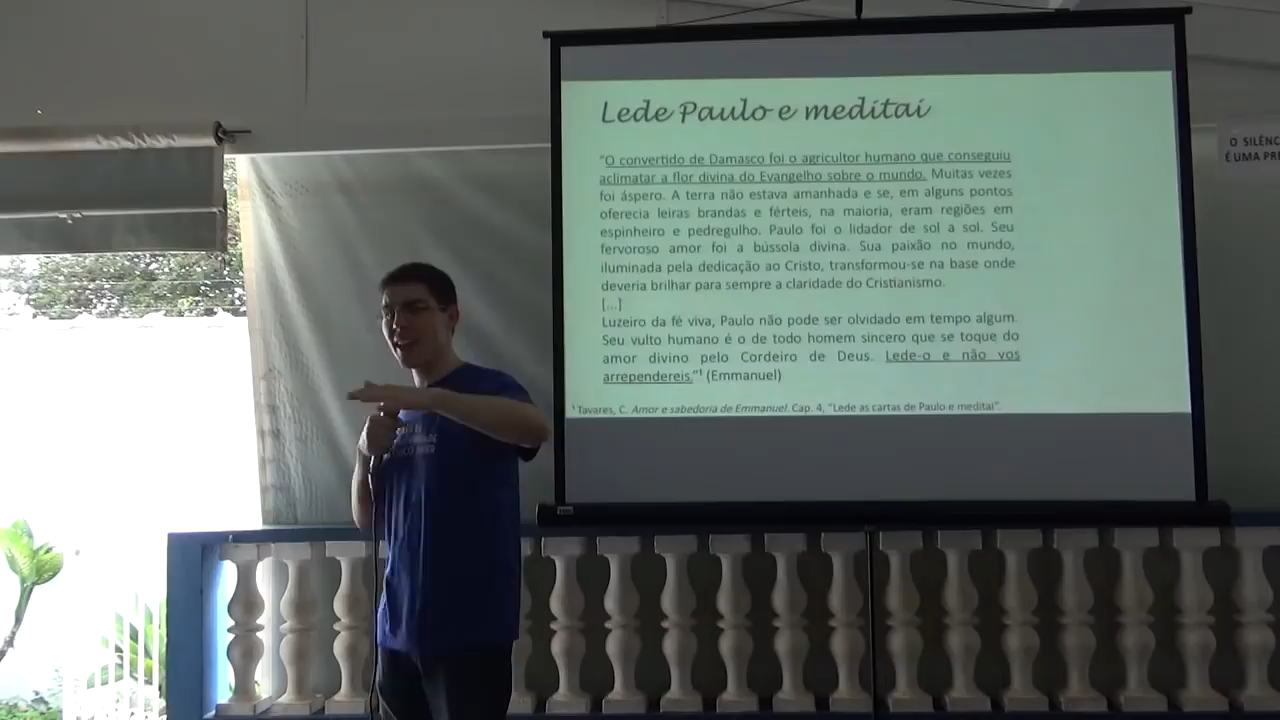 Lede Paulo e meditai
“O convertido de Damasco foi o agricultor humano que conseguiu
aclimatar a flor divina do Evangelho sobre o mundo. Muitas vezes
foi áspero. A terra não estava amanhada e se, em alguns pontos
oferecia leiras brandas e férteis, na maioria, eram regiões em
espinheiro e pedregulho. Paulo foi o lidador de sol a sol. Seu
fervoroso amor foi a bússola divina. Sua paixão no mundo,
iluminada pela dedicação ao Cristo, transformou-se na base onde
deveria brilhar para sempre a claridade do Cristianismo.
[...]
Luzeiro da fé viva, Paulo não pode ser olvidado em tempo algum.
Seu vulto humano é o de todo homem sincero que se toque do
amor divino pelo Cordeiro de Deus. Lede-o e não vos
arrependereis.”¹ (Emmanuel)
¹ Tavares, C. Amor e sabedoria de Emmanuel. Cap. 4, “Lede as cartas de Paulo e meditai”.
O SILÊNC
É UMA PRE